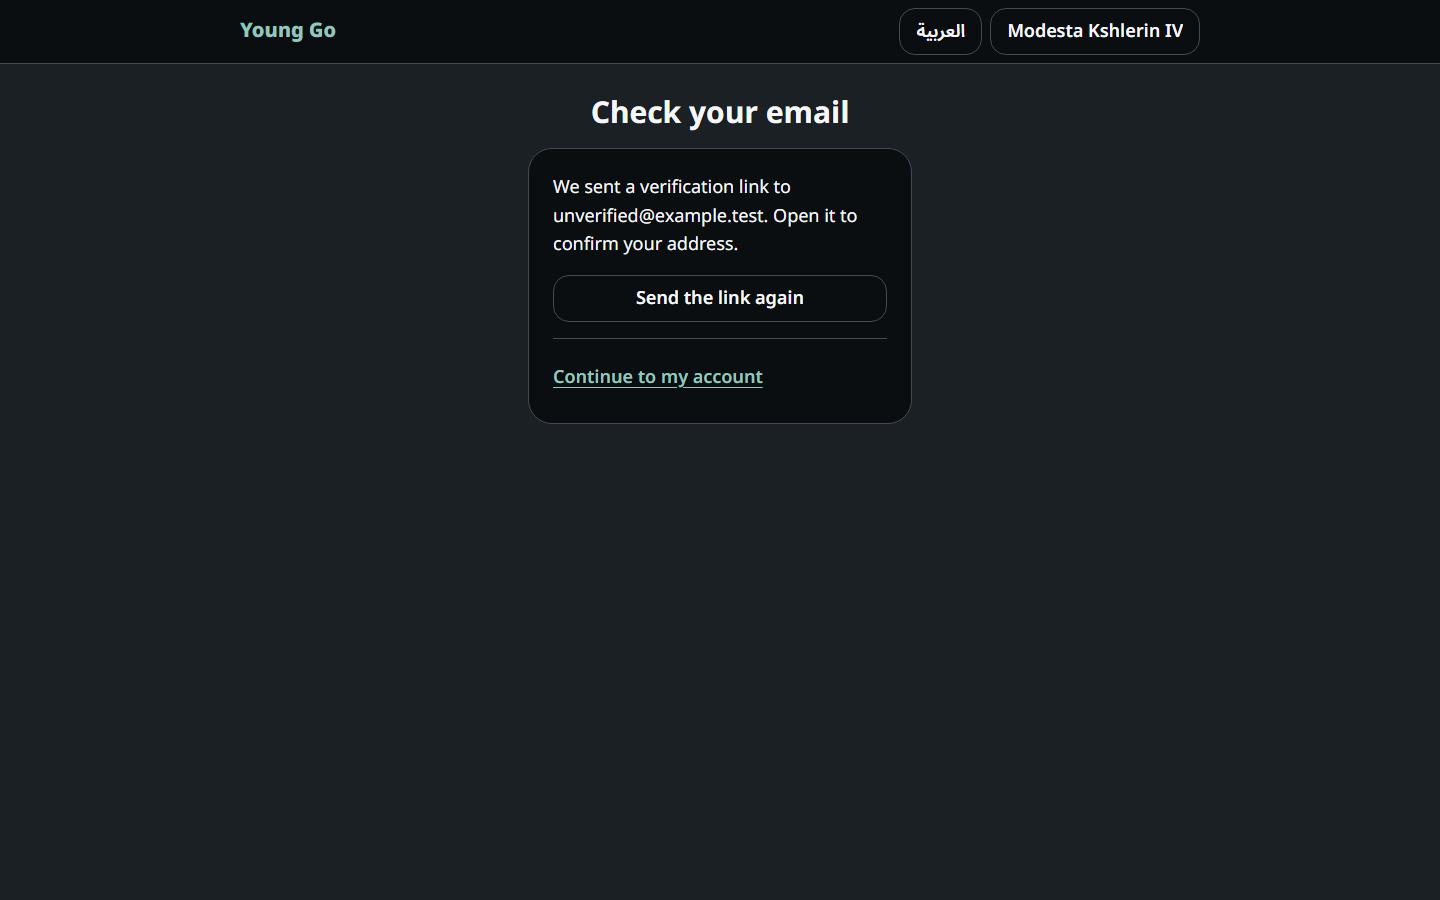 Young Go
العربية
Modesta Kshlerin IV
Check your email
We sent a verification link to
unverified@example.test. Open it to
confirm your address.
Send the link again
Continue to my account